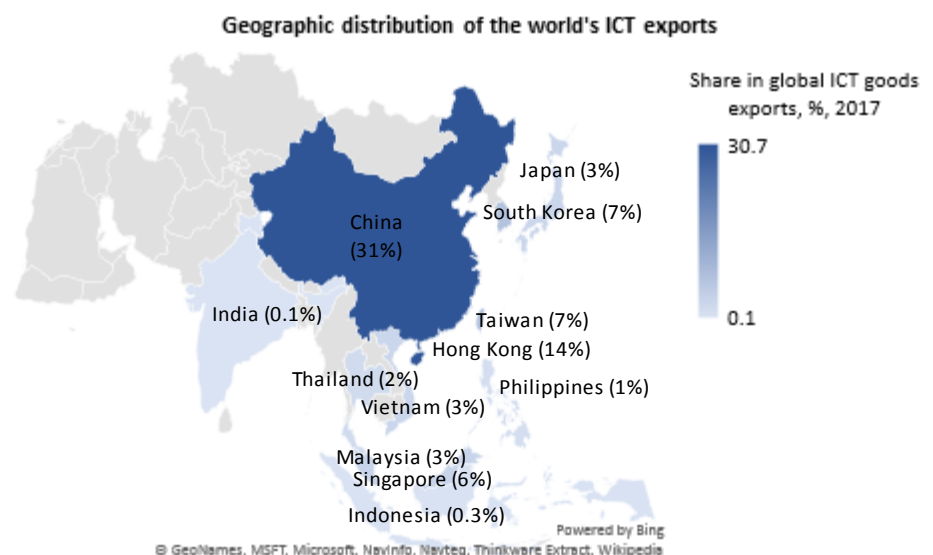 Geographic distribution of the world's ICT exports
Share in global ICT goods
exports, %, 2017
30.7
0.1
Japan (3%)
South Korea (7%)
China
(31%)
India (0.1%)
Taiwan (7%)
Hong Kong (14%)
Thailand (2%)
Philippines (1%)
Vietnam (3%)
Malaysia (3%)
Singapore (6%)
Indonesia (0.3%)
Powered by Bing
© GeoNames, MSFT, Microsoft, NavInfo, Navteq, Thinkware Extract, Wikipedia